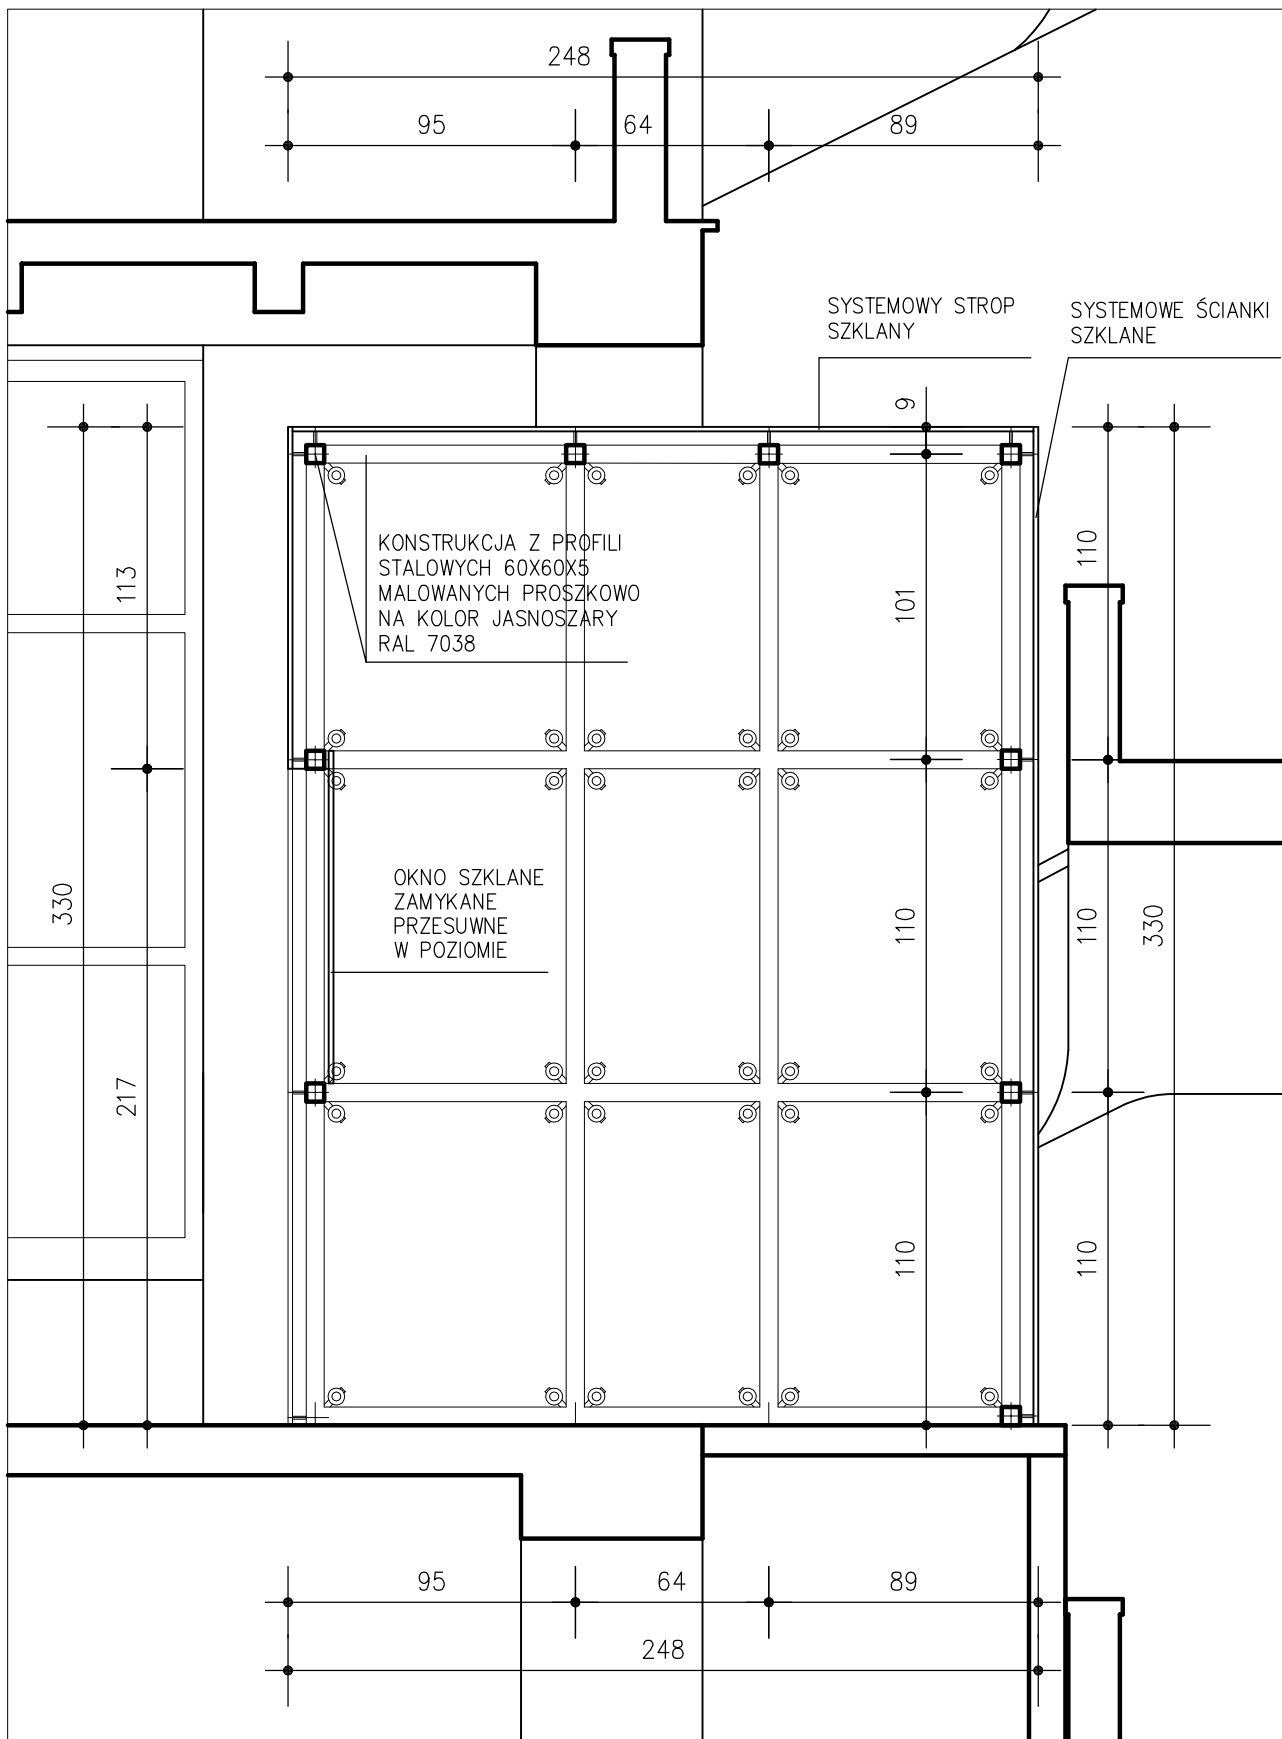 248
95
64
89
SYSTEMOWY STROP
SZKLANY
SYSTEMOWE ŚCIANKI
SZKLANE
9
KONSTRUKCJA Z PROFILI
STALOWYCH 60X60X5
MALOWANYCH PROSZKOWO
NA KOLOR JASNOSZARY
RAL 7038
113
101
110
OKNO SZKLANE
ZAMYKANE
PRZESUWNE
W POZIOMIE
330
110
110
330
217
110
110
95
64
89
248